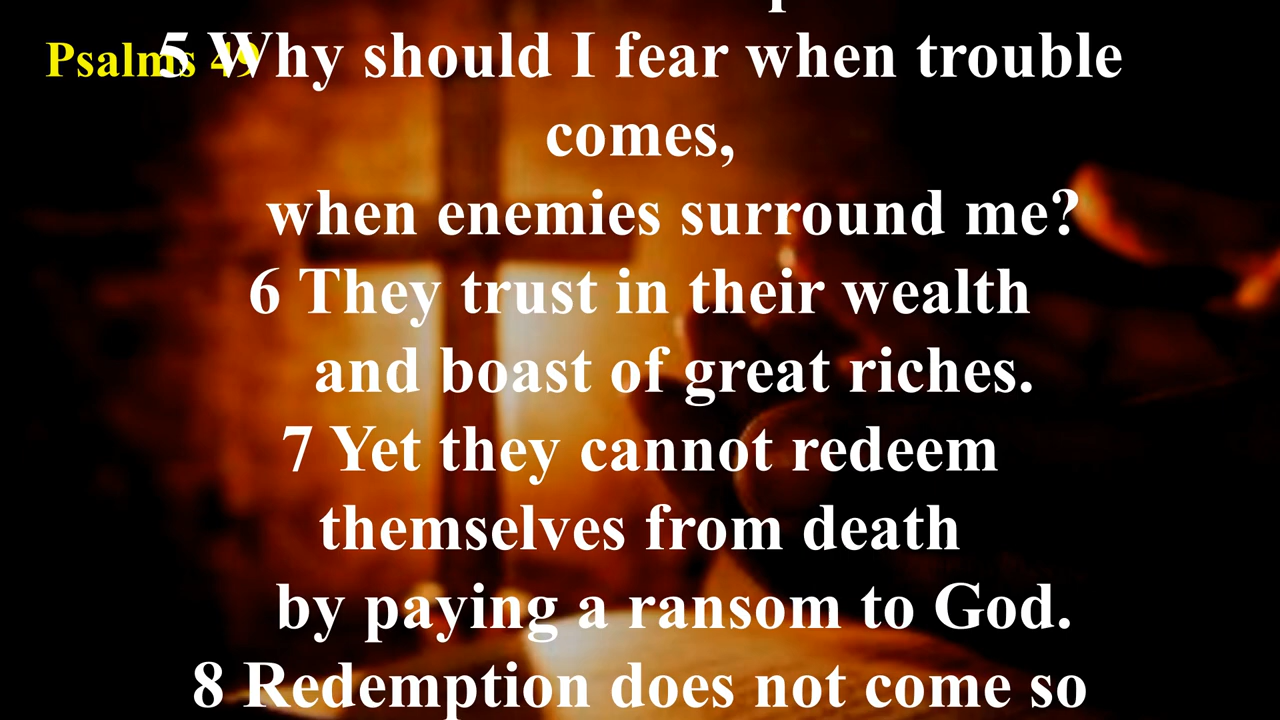 Psalms 49
5 Why should I fear when trouble
comes,
when enemies surround me?
6 They trust in their wealth
and boast of great riches.
7 Yet they cannot redeem
themselves from death
by paying a ransom to God.
8 Redemption does not come so